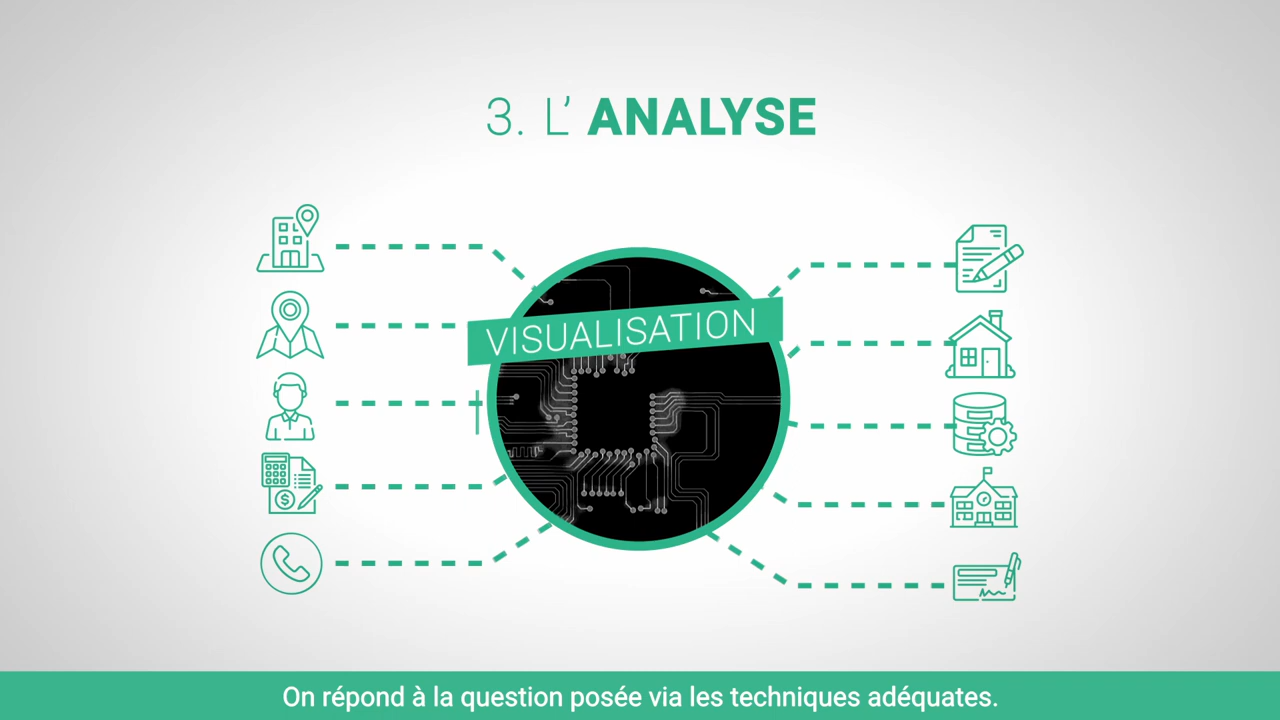 3. L’ ANALYSE
VISUALISATION
$
On répond à la question posée via les techniques adéquates.